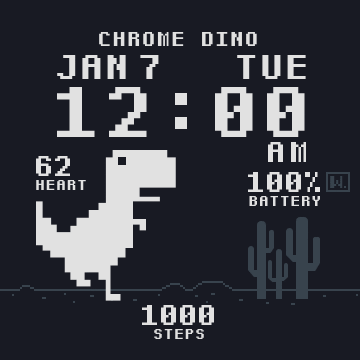 CHROME DINO
JAN 7 TUE
12:00
AM
62
HEART
100%
BATTERY
W.
1000
STEPS